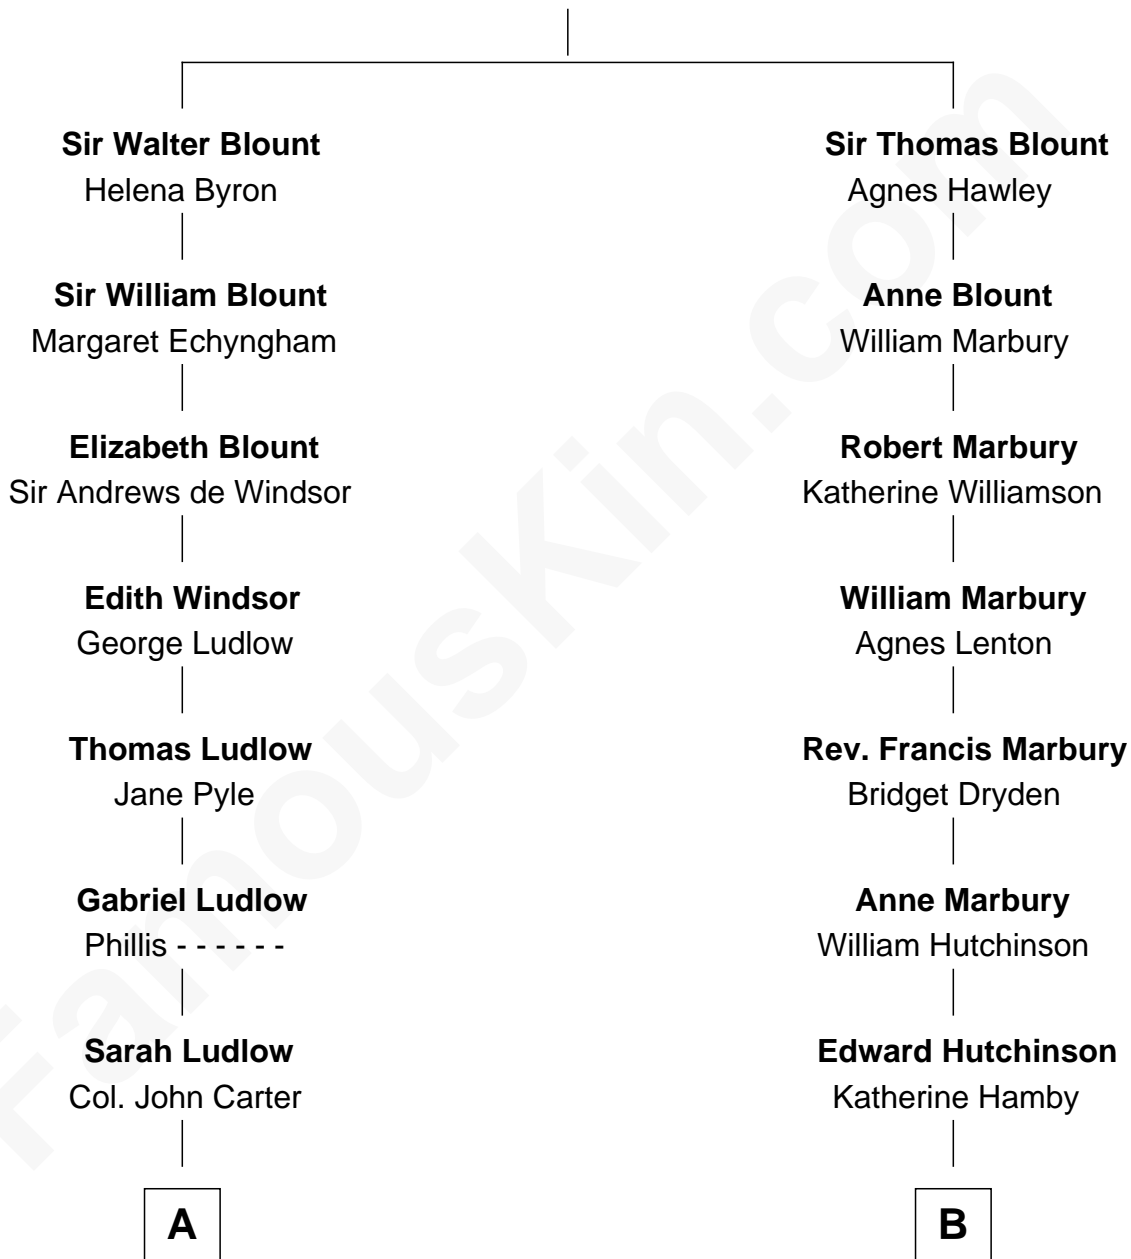 Sir Walter Blount
Helena Byron
Sir William Blount
Margaret Echyngham
Elizabeth Blount
Sir Andrews de Windsor
Edith Windsor
George Ludlow
Thomas Ludlow
Jane Pyle
Gabriel Ludlow
Phillis - - - - - -
Sarah Ludlow
Col. John Carter
A
Sir Thomas Blount
Agnes Hawley
Anne Blount
William Marbury
Robert Marbury
Katherine Williamson
William Marbury
Agnes Lenton
Rev. Francis Marbury
Bridget Dryden
Anne Marbury
William Hutchinson
Edward Hutchinson
Katherine Hamby
B
FamousKin.com